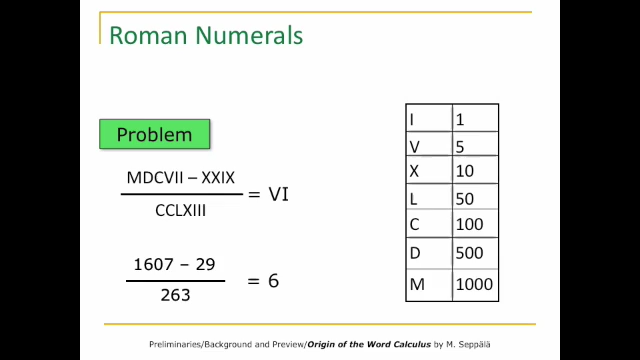 Roman Numerals
Problem
MDCVII – XXIX
CCLXIII
= VI
1607 – 29
263
= 6
I 1
V 5
X 10
L 50
C 100
D 500
M 1000
Preliminaries/Background and Preview/Origin of the Word Calculus by M. Seppälä